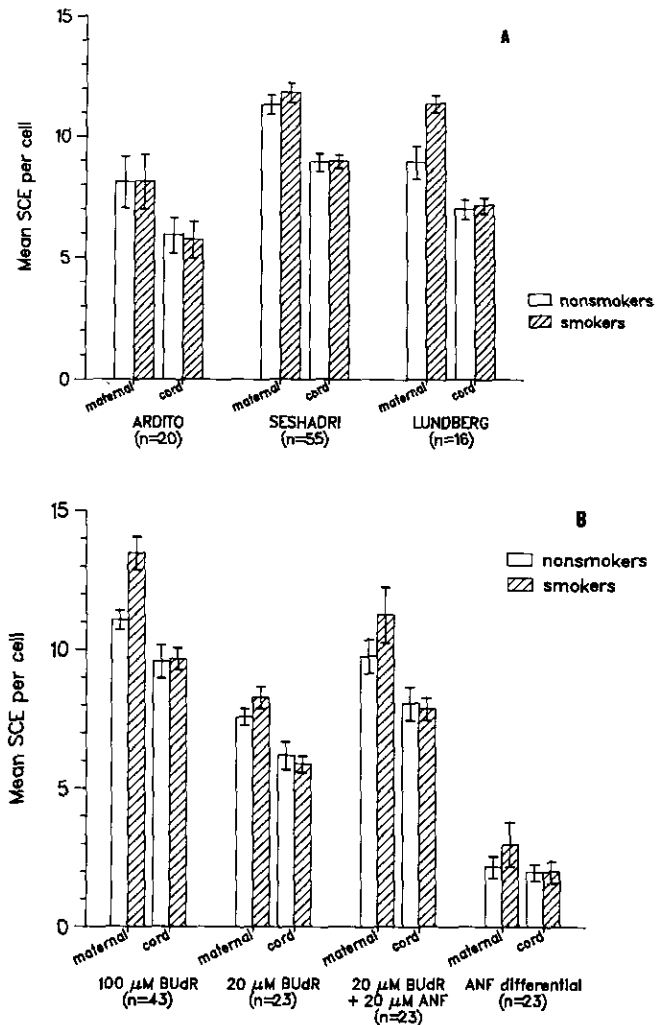 A
15
10
5
0
Mean SCE per cell
nonsmokers
smokers
maternal cord maternal cord maternal cord
ARDITO SESHADRI LUNDBERG
(n=20) (n=55) (n=16)
B
15
10
5
0
Mean SCE per cell
nonsmokers
smokers
maternal cord maternal cord maternal cord maternal cord
100 μM BUdR 20 μM BUdR 20 μM BUdR ANF differential
(n=43) (n=23) + 20 μM ANF (n=23)
(n=23)